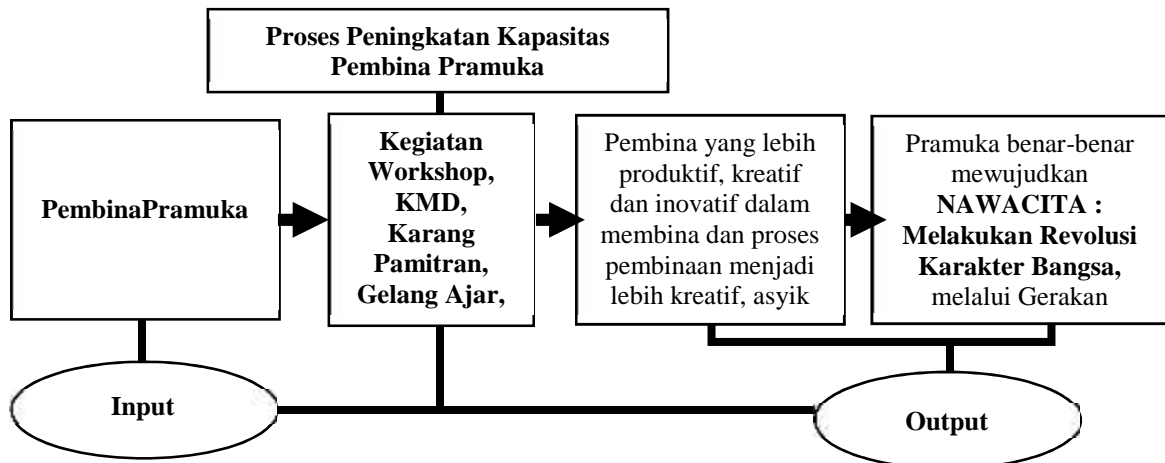 Proses Peningkatan Kapasitas
Pembina Pramuka
PembinaPramuka
Kegiatan
Workshop,
KMD,
Karang
Pamitran,
Gelang Ajar,
Pembina yang lebih
produktif, kreatif
dan inovatif dalam
membina dan proses
pembinaan menjadi
lebih kreatif, asyik
Pramuka benar-benar
mewujudkan
NAWACITA :
Melakukan Revolusi
Karakter Bangsa,
melalui Gerakan
Input
Output